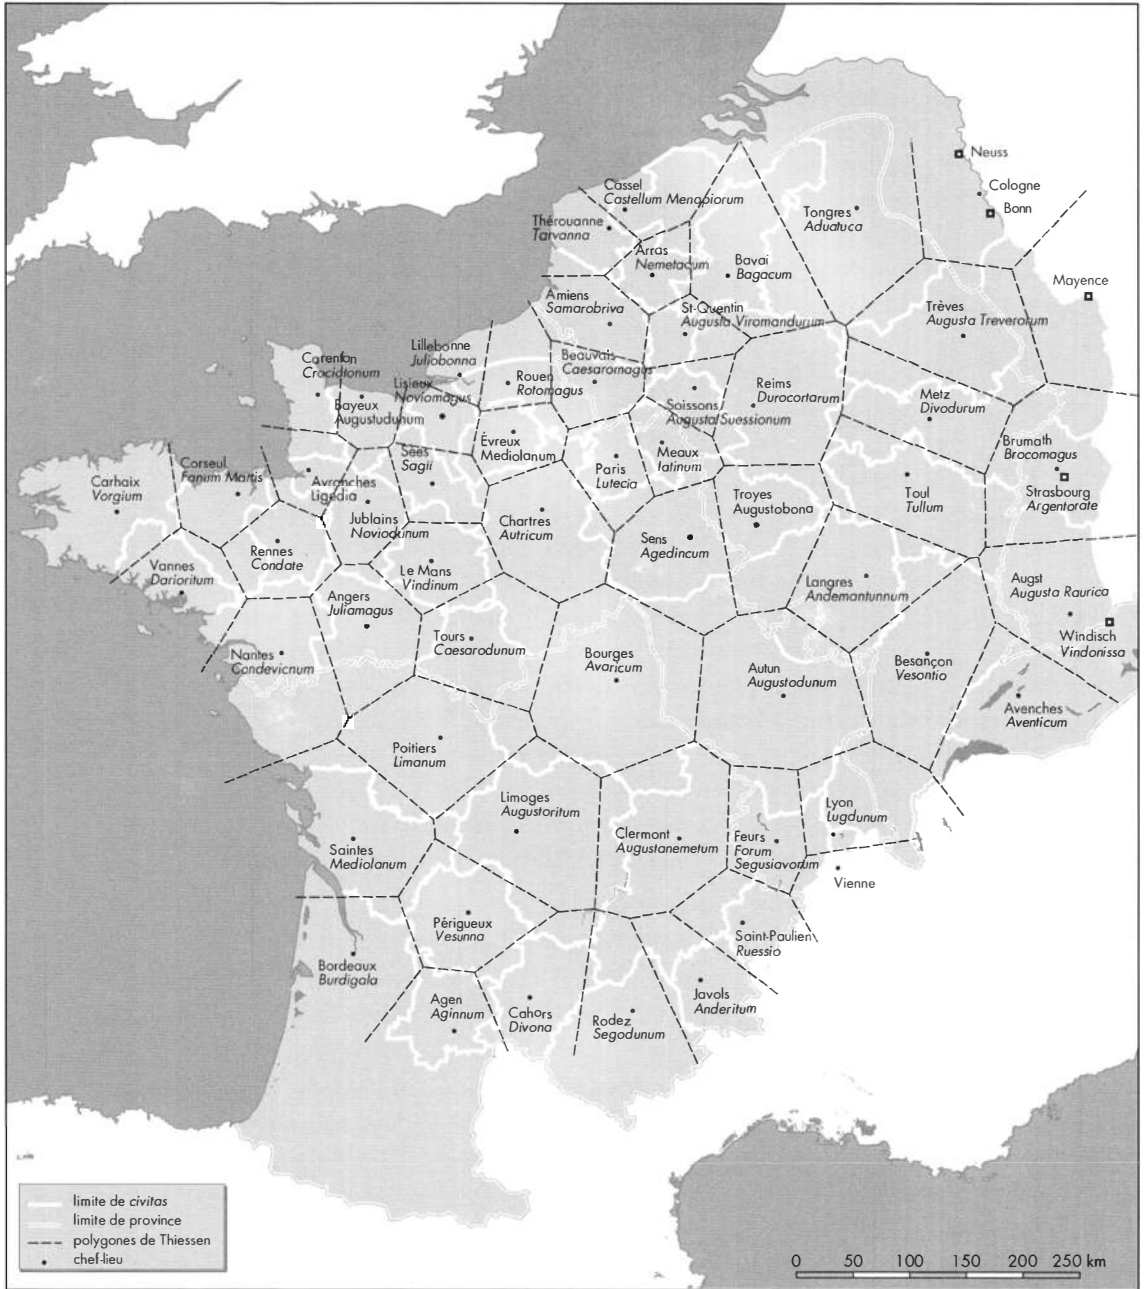 Neuss
Cologne
Bonn
Cassel
Castellum Menapiorum
Tongres
Aduatuca
Thérouanne
Tarvanna
Arras
Nemetacum
Bavai
Bagacum
Mayence
Amiens
Samarobriva
St-Quentin
Augusta Viromandurum
Trèves
Augusta Treverorum
Lillebonne
Juliobonna
Carentan
Crociatonum
Beauvais
Caesaromagus
Rouen
Rotomagus
Lisieux
Noviomagus
Reims
Durocortarum
Bayeux
Augustudunum
Soissons
Augusta Suessionum
Metz
Divodurum
Évreux
Mediolanum
Brumath
Brocomagus
Sées
Sagii
Meaux
Iatinum
Paris
Lutecia
Corseul
Fanum Martis
Avranches
Ligedia
Carhaix
Vorgium
Toul
Tullum
Strasbourg
Argentorate
Troyes
Augustobona
Chartres
Autricum
Jublains
Noviodunum
Sens
Agedincum
Rennes
Condate
Le Mans
Vindinum
Vannes
Darioritum
Langres
Andemantunnum
Augst
Augusta Raurica
Angers
Juliamagus
Tours
Caesarodunum
Windisch
Vindonissa
Nantes
Condevicnum
Bourges
Avaricum
Besançon
Vesontio
Autun
Augustodunum
Avenches
Aventicum
Poitiers
Limanum
Limoges
Augustoritum
Lyon
Lugdunum
Clermont
Augustanemetum
Feurs
Forum
Segusiavorum
Saintes
Mediolanum
Vienne
Périgueux
Vesunna
Saint-Paulien
Ruessio
Bordeaux
Burdigala
Javols
Anderitum
Agen
Aginnum
Cahors
Divona
Rodez
Segodunum
limite de civitas
limite de province
polygones de Thiessen
chef-lieu
0 50 100 150 200 250 km